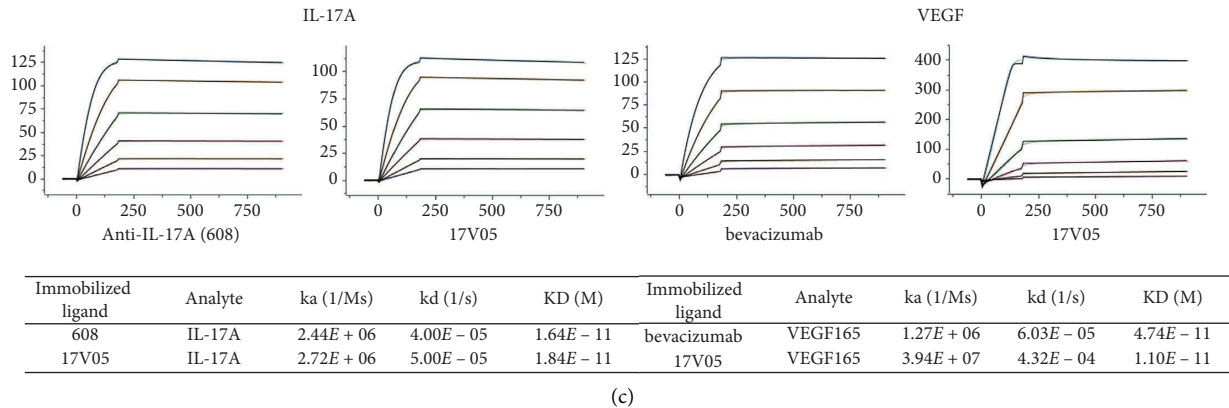 IL-17A
VEGF
125
100
75
50
25
0
0 250 500 750
Anti-IL-17A (608)
100
75
50
25
0
0 250 500 750
17V05
125
100
75
50
25
0
0 250 500 750
bevacizumab
400
300
200
100
0
0 250 500 750
17V05
Immobilized ligand Analyte ka (1/Ms) kd (1/s) KD (M) Immobilized ligand Analyte ka (1/Ms) kd (1/s) KD (M)
608 IL-17A 2.44E + 06 4.00E – 05 1.64E – 11 bevacizumab VEGF165 1.27E + 06 6.03E – 05 4.74E – 11
17V05 IL-17A 2.72E + 06 5.00E – 05 1.84E – 11 17V05 VEGF165 3.94E + 07 4.32E – 04 1.10E – 11
(c)